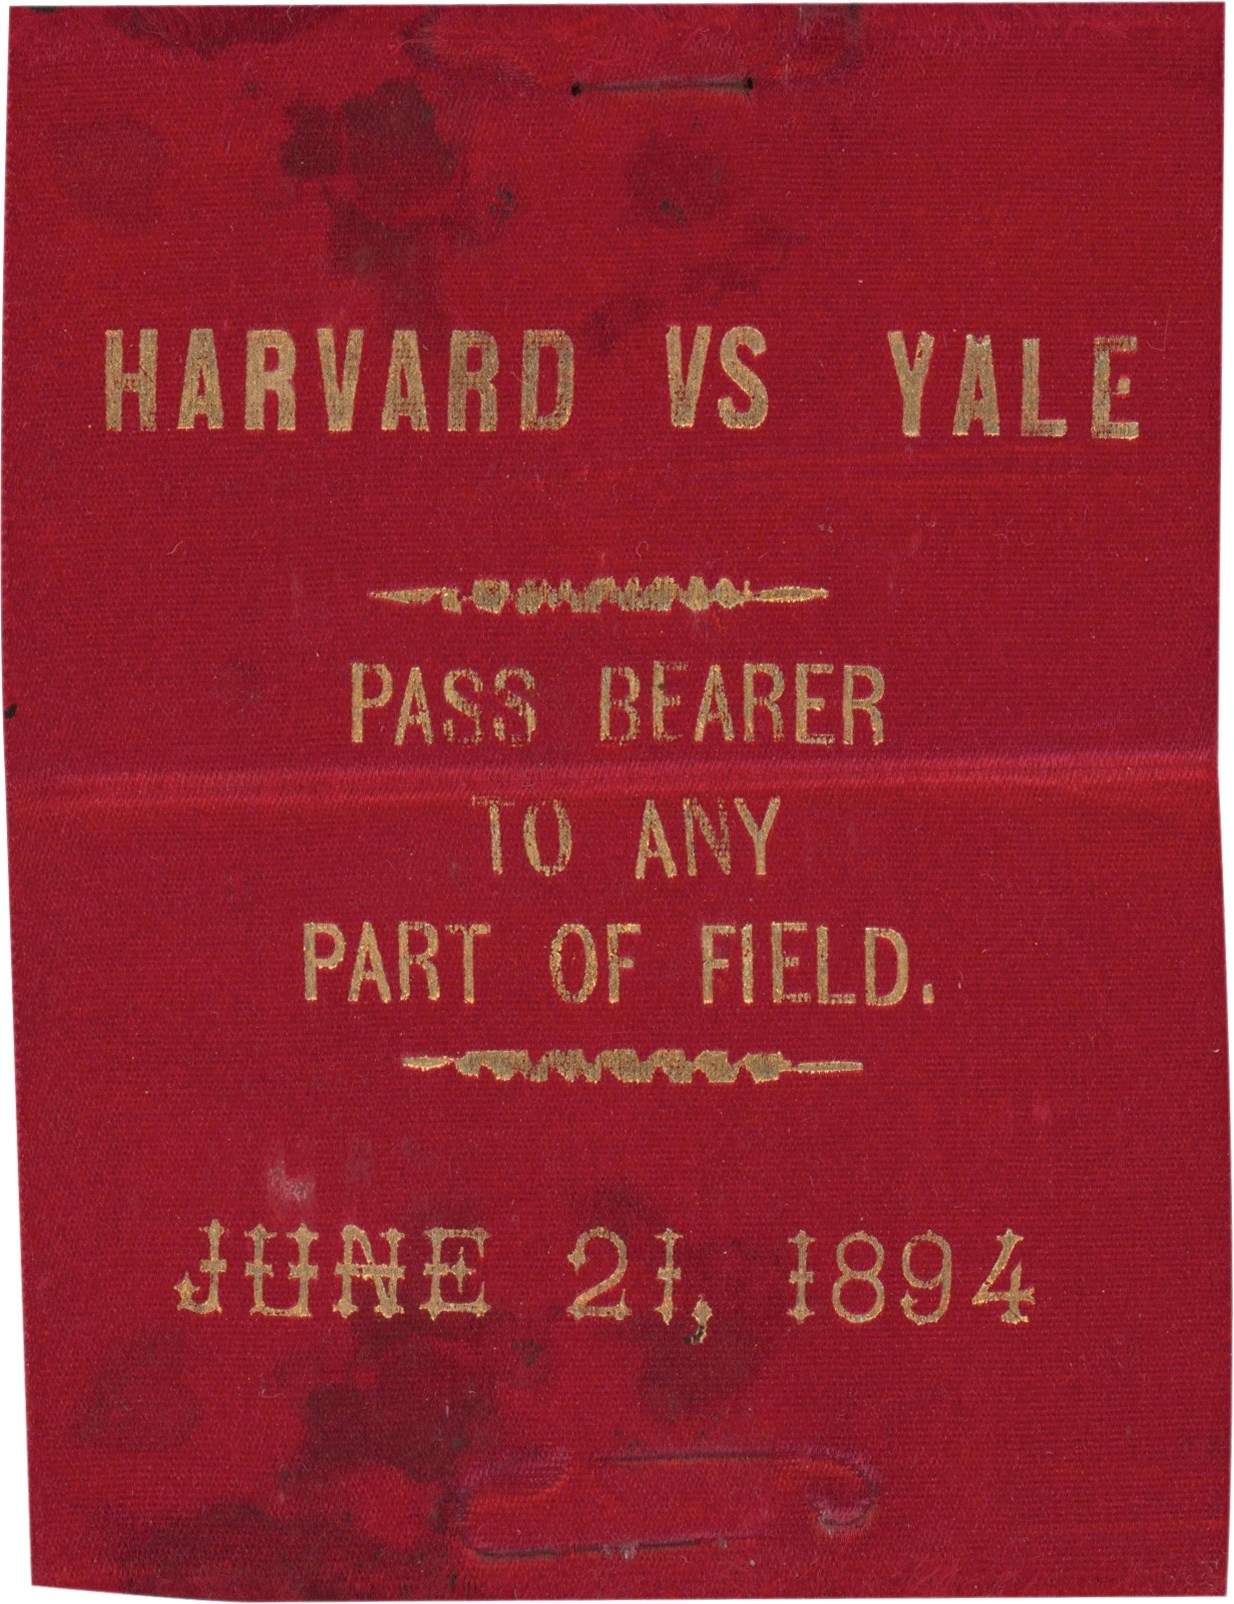 HARVARD VS YALE
PASS BEARER
TO ANY
PART OF FIELD.
JUNE 21, 1894